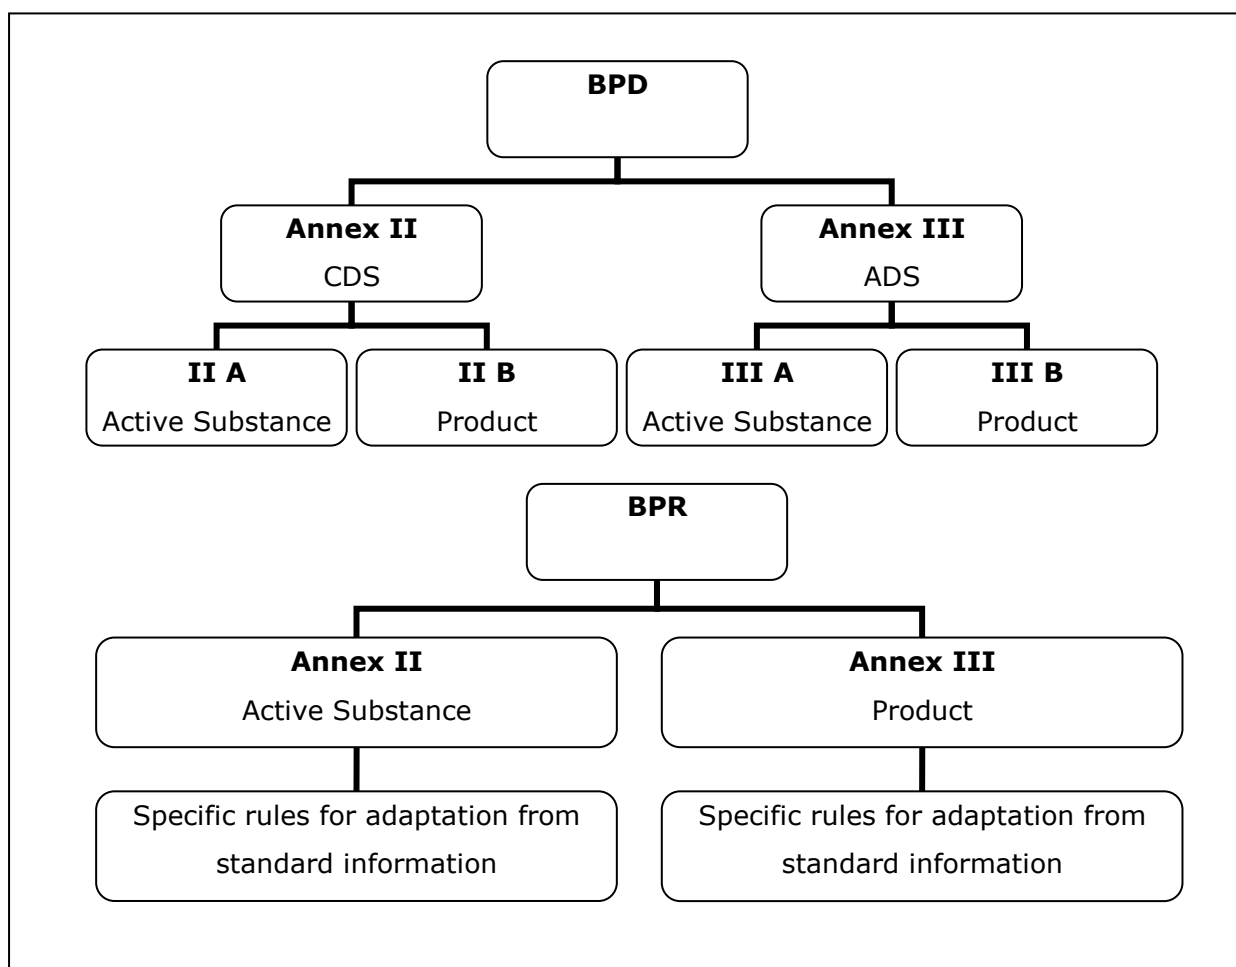 BPD
Annex II
CDS
Annex III
ADS
II A
Active Substance
II B
Product
III A
Active Substance
III B
Product
BPR
Annex II
Active Substance
Annex III
Product
Specific rules for adaptation from
standard information
Specific rules for adaptation from
standard information